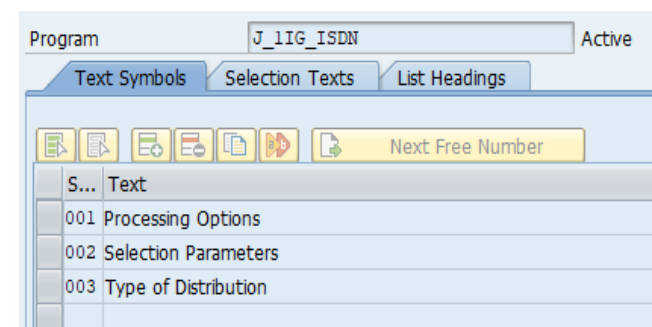 Program J_1IG_ISDN Active
Text Symbols Selection Texts List Headings
Next Free Number
S... Text
001 Processing Options
002 Selection Parameters
003 Type of Distribution